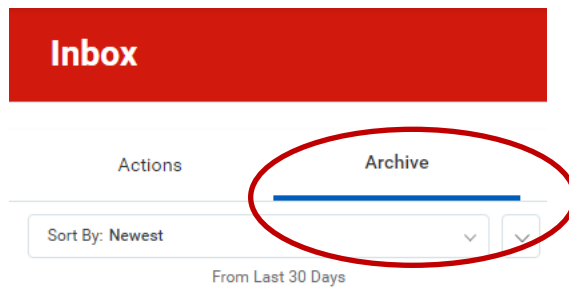 Inbox
Actions Archive
Sort By: Newest
From Last 30 Days